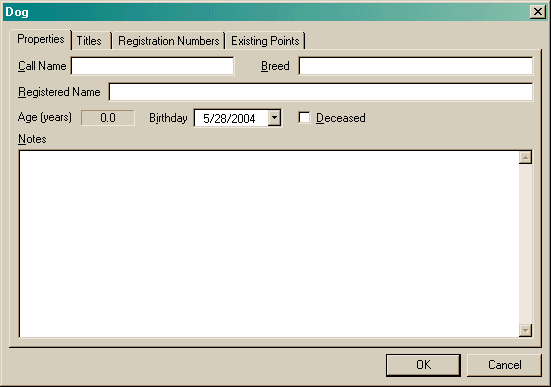 Dog
Properties Titles Registration Numbers Existing Points
Call Name Breed
Registered Name
Age (years) 0.0 Birthday 5/28/2004 Deceased
Notes
OK Cancel